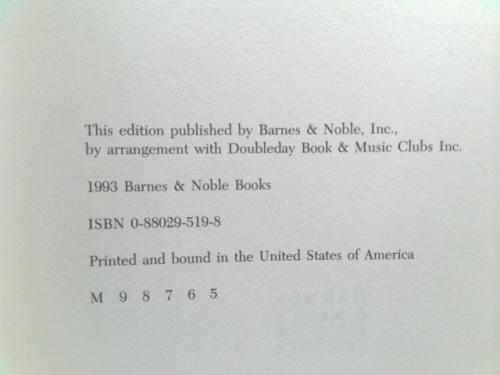 This edition published by Barnes & Noble, Inc.,
by arrangement with Doubleday Book & Music Clubs Inc.
1993 Barnes & Noble Books
ISBN 0-88029-519-8
Printed and bound in the United States of America
M 9 8 7 6 5